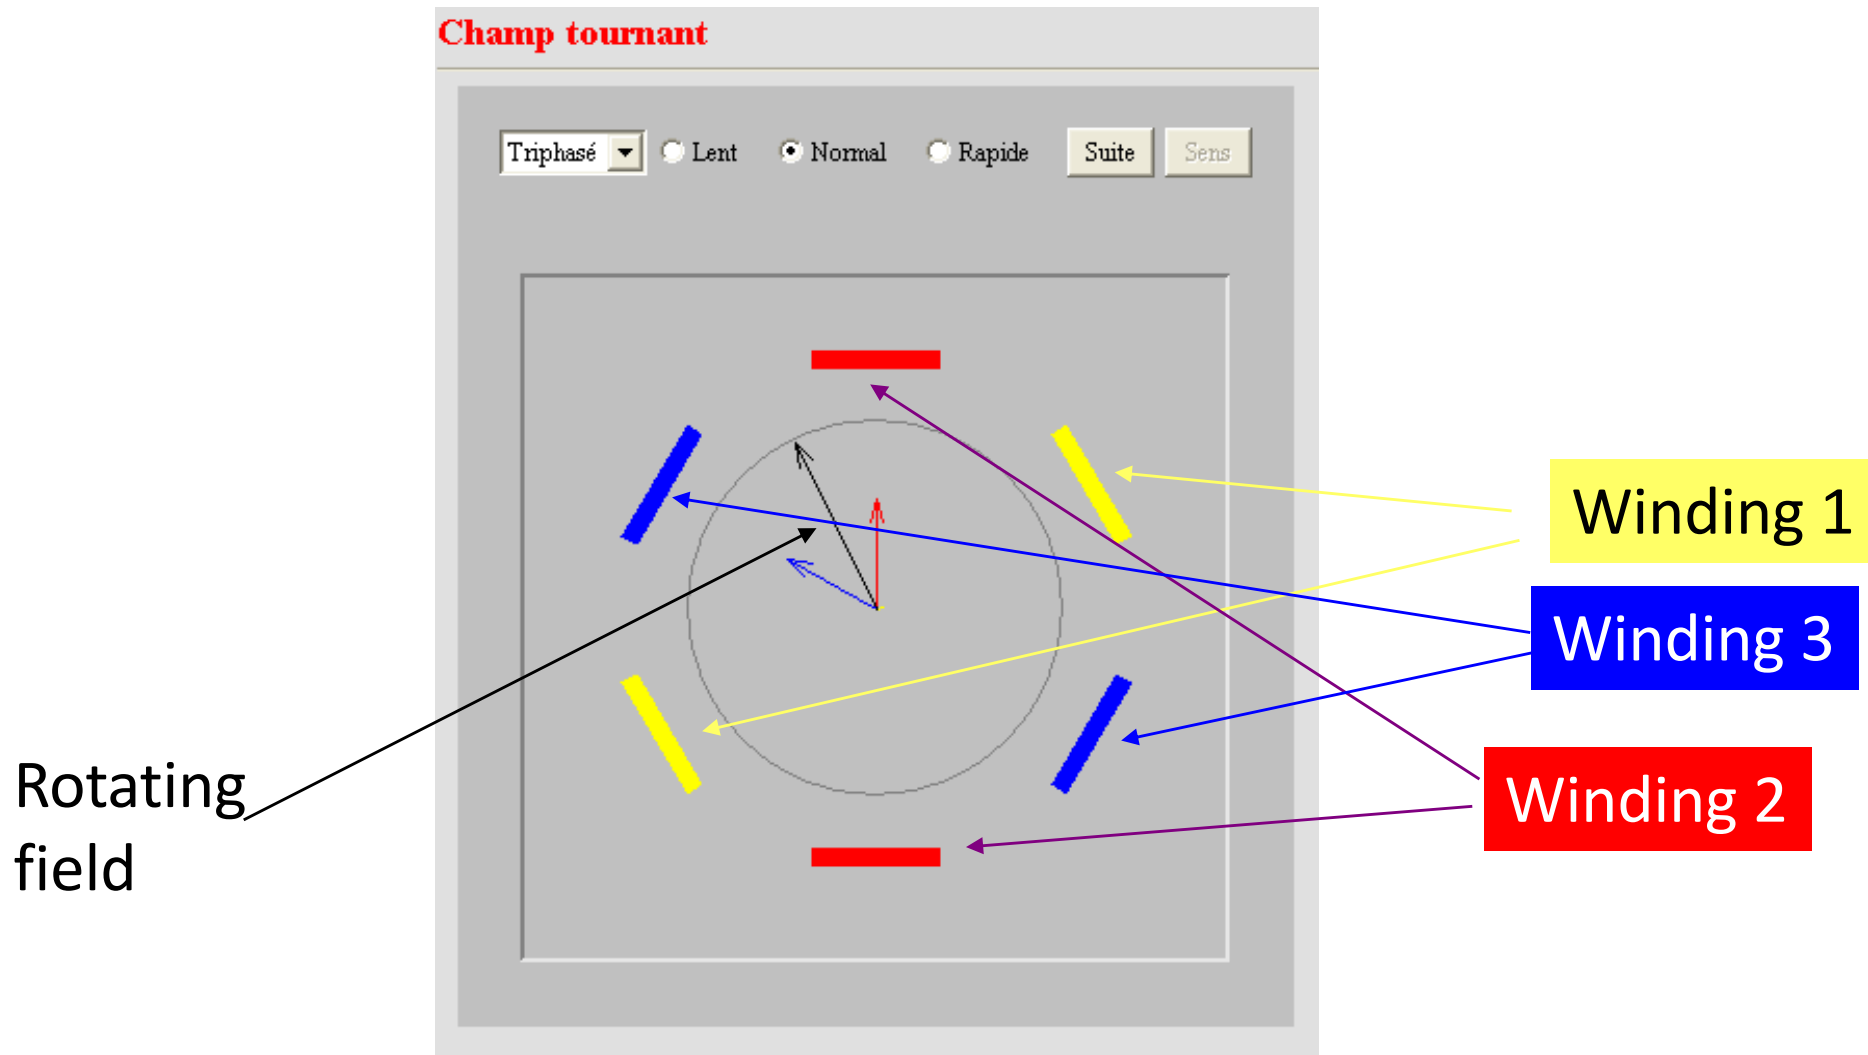 Champ tournant
Triphasé Lent Normal Rapide Suite Sens
Winding 1
Winding 3
Rotating
field
Winding 2